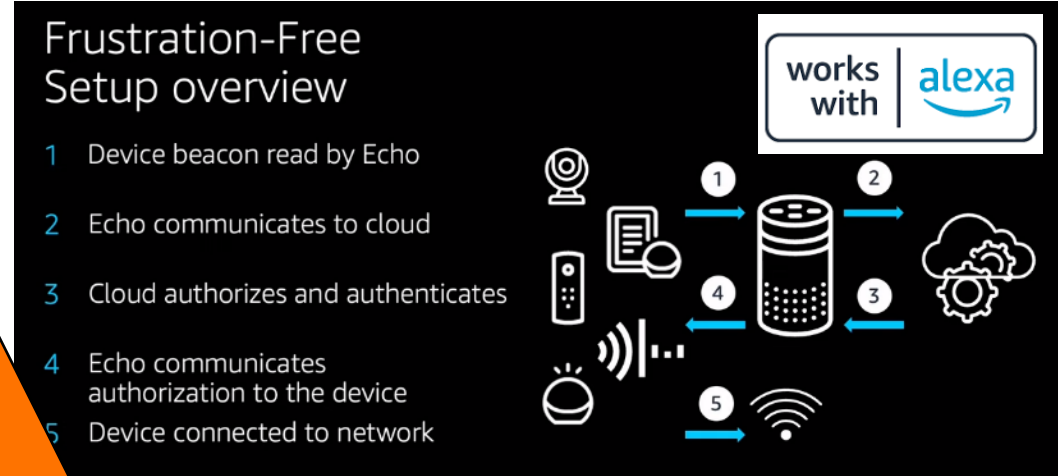 Frustration-Free
Setup overview
works
with
alexa
1 Device beacon read by Echo
2 Echo communicates to cloud
3 Cloud authorizes and authenticates
4 Echo communicates
authorization to the device
5 Device connected to network
1
2
4
3
5